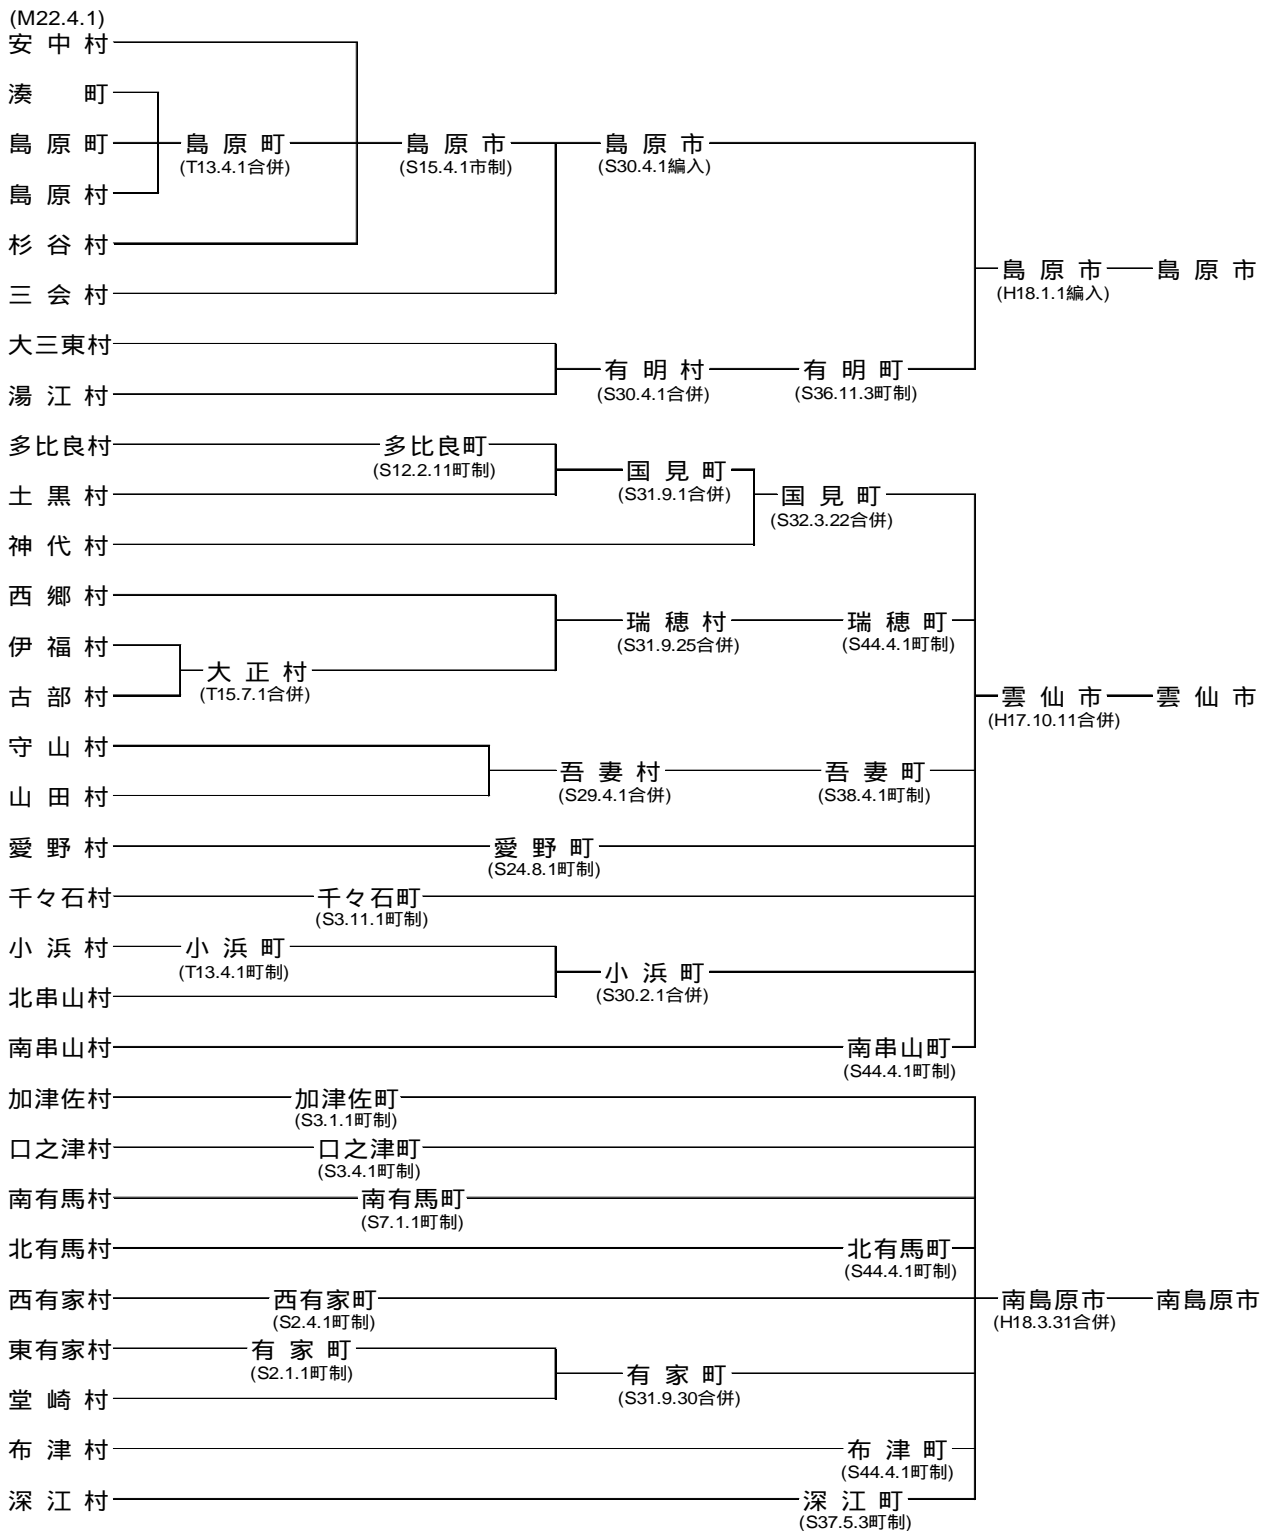 (M22.4.1)
安中村
湊 町
島原町 島原町 島原市 島原市
(T13.4.1合併) (S15.4.1市制) (S30.4.1編入)
島原村
杉谷村
島原市 島原市
(H18.1.1編入)
三会村
大三東村
有明村 有明町
(S30.4.1合併) (S36.11.3町制)
湯江村
多比良村 多比良町
(S12.2.11町制)
国見町
(S31.9.1合併)
土黒村 国見町
(S32.3.22合併)
神代村
西郷村
瑞穂村 瑞穂町
(S31.9.25合併) (S44.4.1町制)
伊福村
大正村
(T15.7.1合併)
古部村 雲仙市 雲仙市
(H17.10.11合併)
守山村
吾妻村 吾妻町
(S29.4.1合併) (S38.4.1町制)
山田村
愛野村 愛野町
(S24.8.1町制)
千々石村 千々石町
(S3.11.1町制)
小浜村 小浜町
(T13.4.1町制)
小浜町
(S30.2.1合併)
北串山村
南串山村 南串山町
(S44.4.1町制)
加津佐村 加津佐町
(S3.1.1町制)
口之津村 口之津町
(S3.4.1町制)
南有馬村 南有馬町
(S7.1.1町制)
北有馬村 北有馬町
(S44.4.1町制)
西有家村 西有家町 南島原市 南島原市
(S2.4.1町制) (H18.3.31合併)
東有家村 有家町
(S2.1.1町制)
有家町
(S31.9.30合併)
堂崎村
布津村 布津町
(S44.4.1町制)
深江村 深江町
(S37.5.3町制)